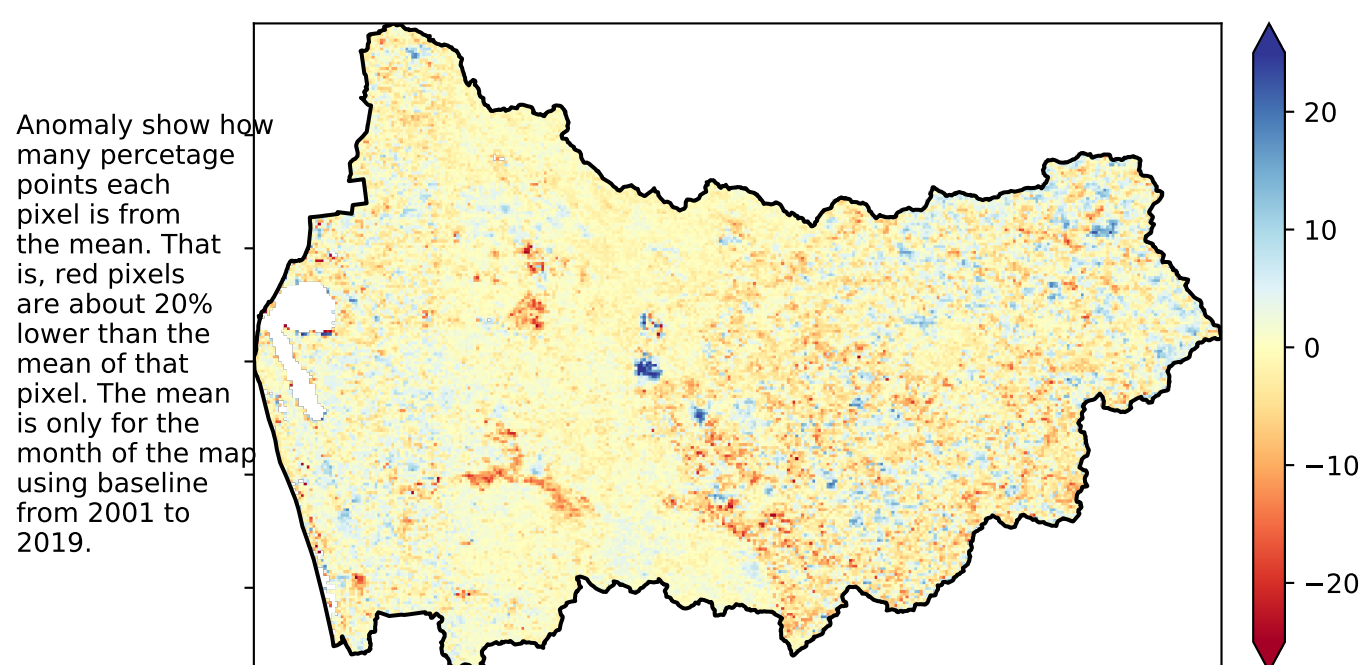 Anomaly show how
many percetage
points each
pixel is from
the mean. That
is, red pixels
are about 20%
lower than the
mean of that
pixel. The mean
is only for the
month of the map
using baseline
from 2001 to
2019.
20
10
0
−10
−20